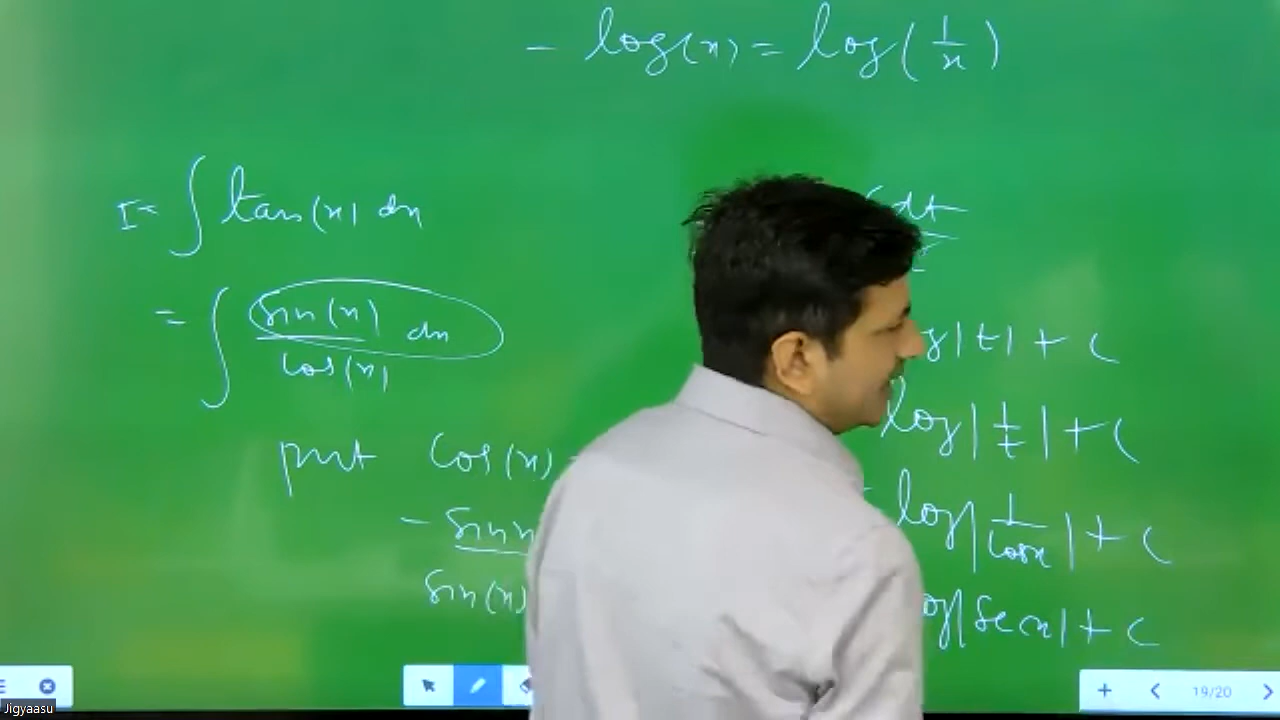 - log(x) = log(1/x)
I = ∫ tan(x) dx
= ∫ sin(x) dx / cos(x)
put cos(x)
- sin x
sin(x)
dt
log|t| + C
log|1/t| + C
log|1/cosx| + C
log|secx| + C
19/20
Jigyaasu